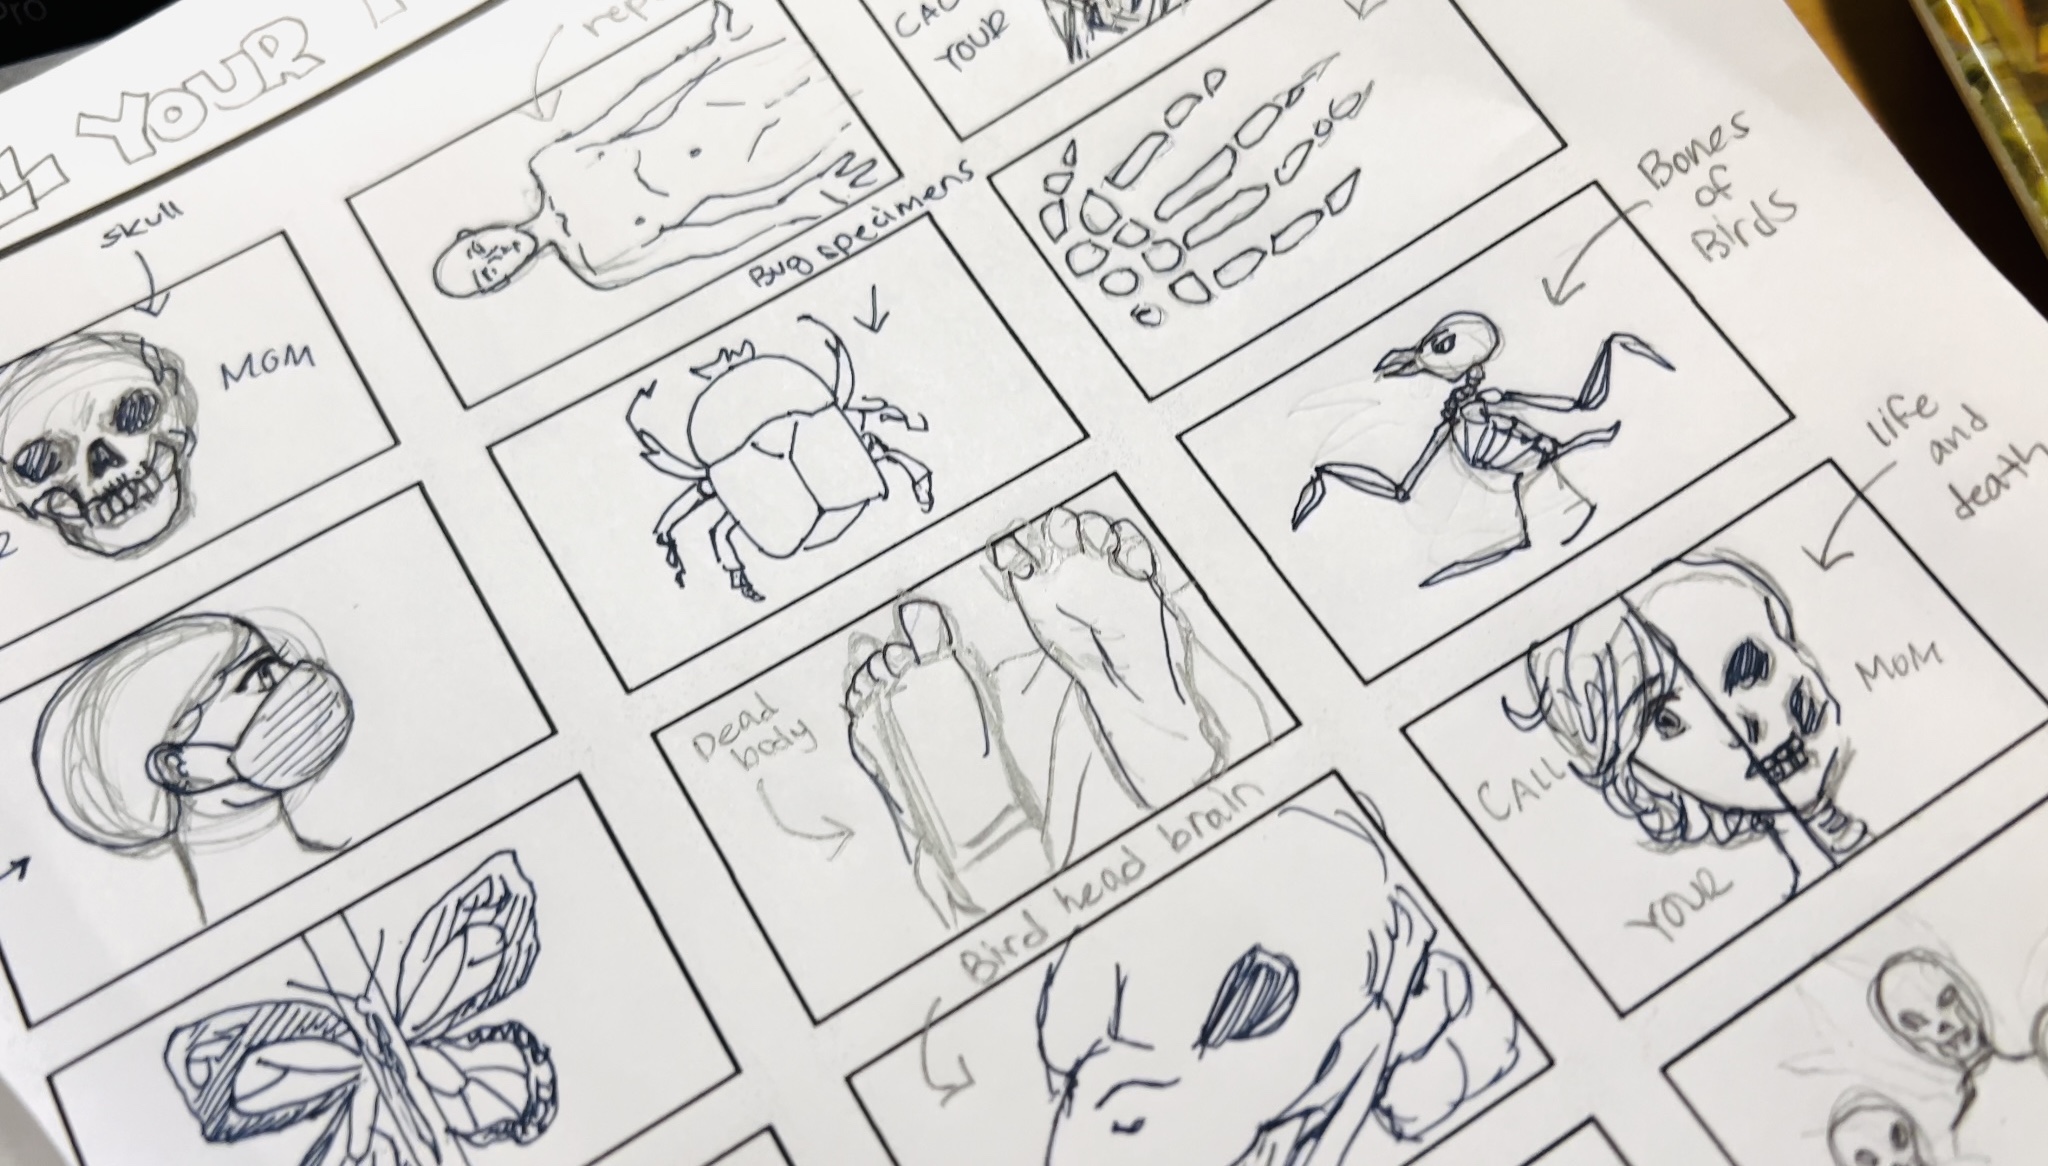 YOUR
skull
MOM
CALL
YOUR
Bug specimens
Bones
of
Birds
Dead
body
life
and
death
CALL
YOUR
MOM
Bird head brain